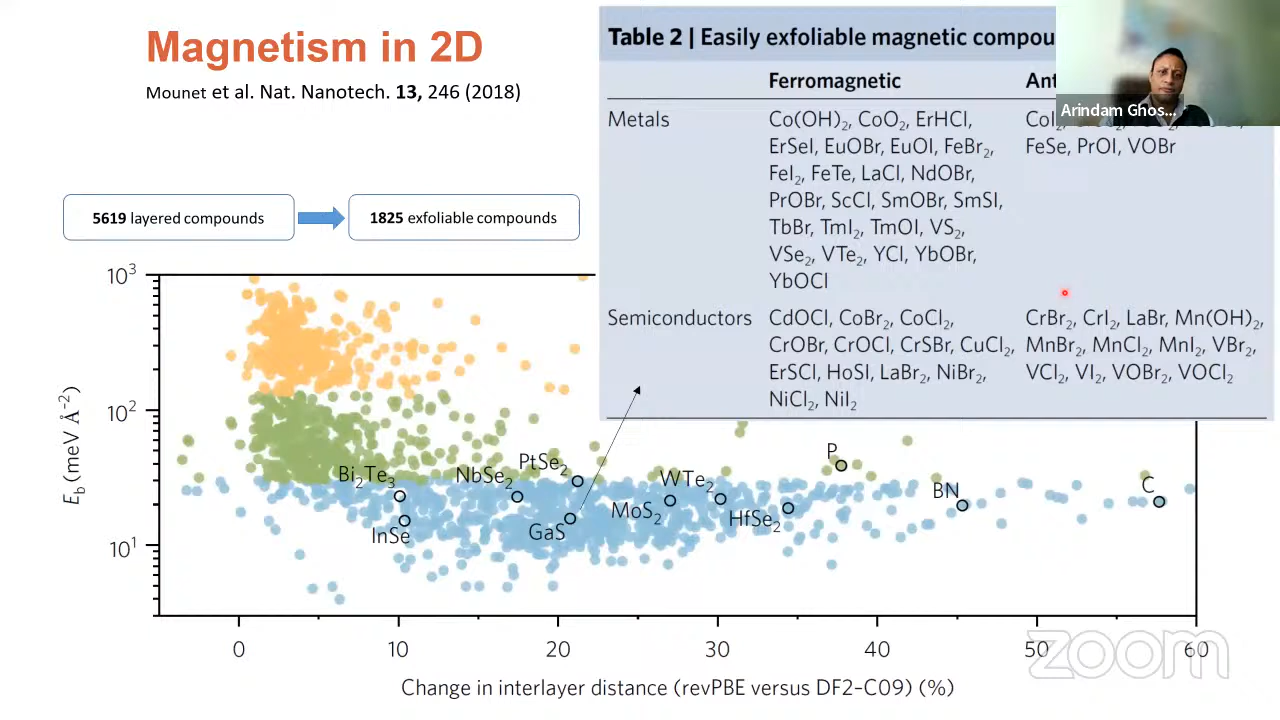 Magnetism in 2D
Mounet et al. Nat. Nanotech. 13, 246 (2018)
5619 layered compounds
1825 exfoliable compounds
Table 2 | Easily exfoliable magnetic compou
Ferromagnetic
Ant
Arindam Ghos...
Metals
Co(OH)₂, CoO₂, ErHCl,
ErSeI, EuOBr, EuOI, FeBr₂,
FeI₂, FeTe, LaCl, NdOBr,
PrOBr, ScCl, SmOBr, SmSI,
TbBr, TmI₂, TmOI, VS₂,
VSe₂, VTe₂, YCl, YbOBr,
YbOCl
CoI₂,
FeSe, PrOI, VOBr
Semiconductors
CdOCl, CoBr₂, CoCl₂,
CrOBr, CrOCl, CrSBr, CuCl₂,
ErSCl, HoSI, LaBr₂, NiBr₂,
NiCl₂, NiI₂
CrBr₂, CrI₂, LaBr, Mn(OH)₂,
MnBr₂, MnCl₂, MnI₂, VBr₂,
VCl₂, VI₂, VOBr₂, VOCl₂
10³
10²
10¹
E_b (meV Å⁻²)
Bi₂Te₃
InSe
NbSe₂
PtSe₂
GaS
MoS₂
WTe₂
HfSe₂
P
BN
C
0 10 20 30 40 50 60
Change in interlayer distance (revPBE versus DF2-C09) (%)
zoom